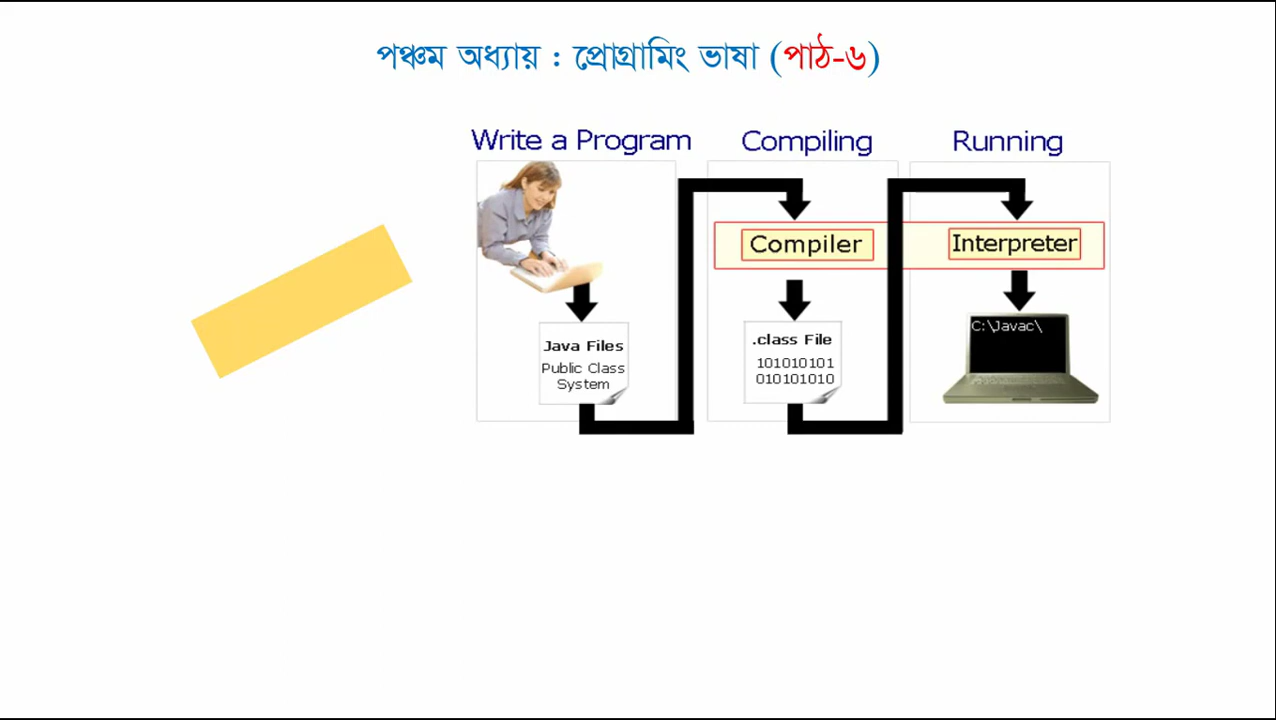 পঞ্চম অধ্যায় : প্রোগ্রামিং ভাষা (পাঠ-৬)
Write a Program
Compiling
Running
Compiler
Interpreter
Java Files
Public Class
System
.class File
101010101
010101010
C:\Javac\